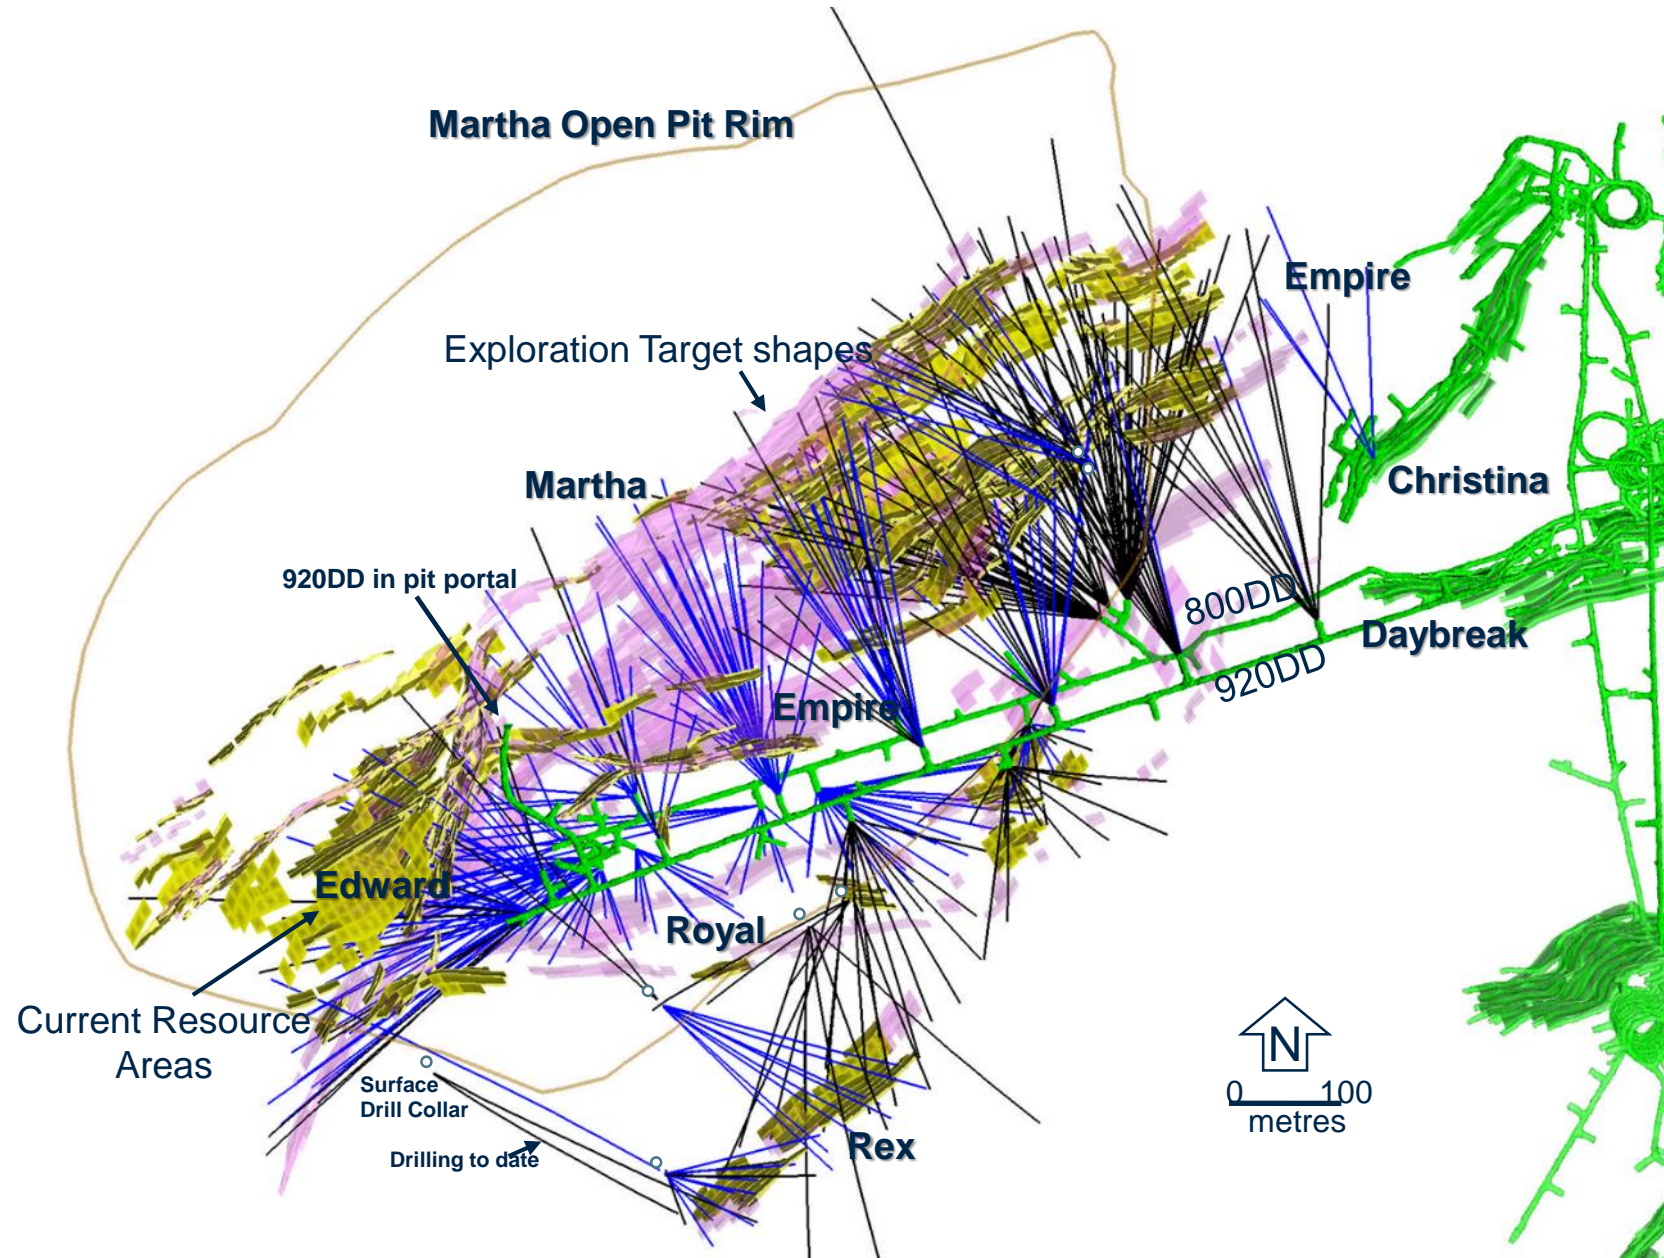 Martha Open Pit Rim
Empire
Exploration Target shapes
Martha
Christina
920DD in pit portal
800DD
Daybreak
920DD
Empire
Edward
Royal
Current Resource
Areas
N
0 100
metres
Surface
Drill Collar
Drilling to date
Rex